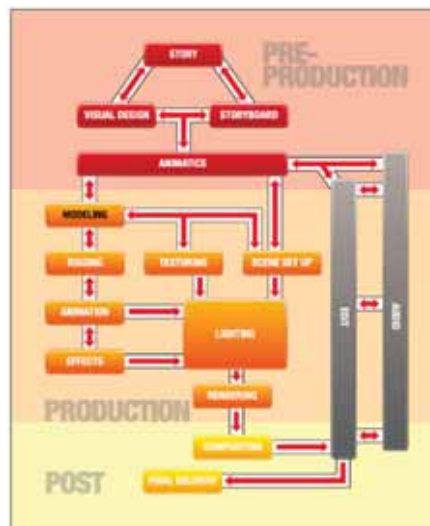 STORY
PRE-
PRODUCTION
VISUAL DESIGN
STORYBOARD
ANIMATICS
MODELING
RIGGING
TEXTURING
SCENE SET UP
ANIMATION
LIGHTING
EDIT
AUDIO
EFFECTS
RENDERING
PRODUCTION
COMPOSITING
POST
FINAL DELIVERY